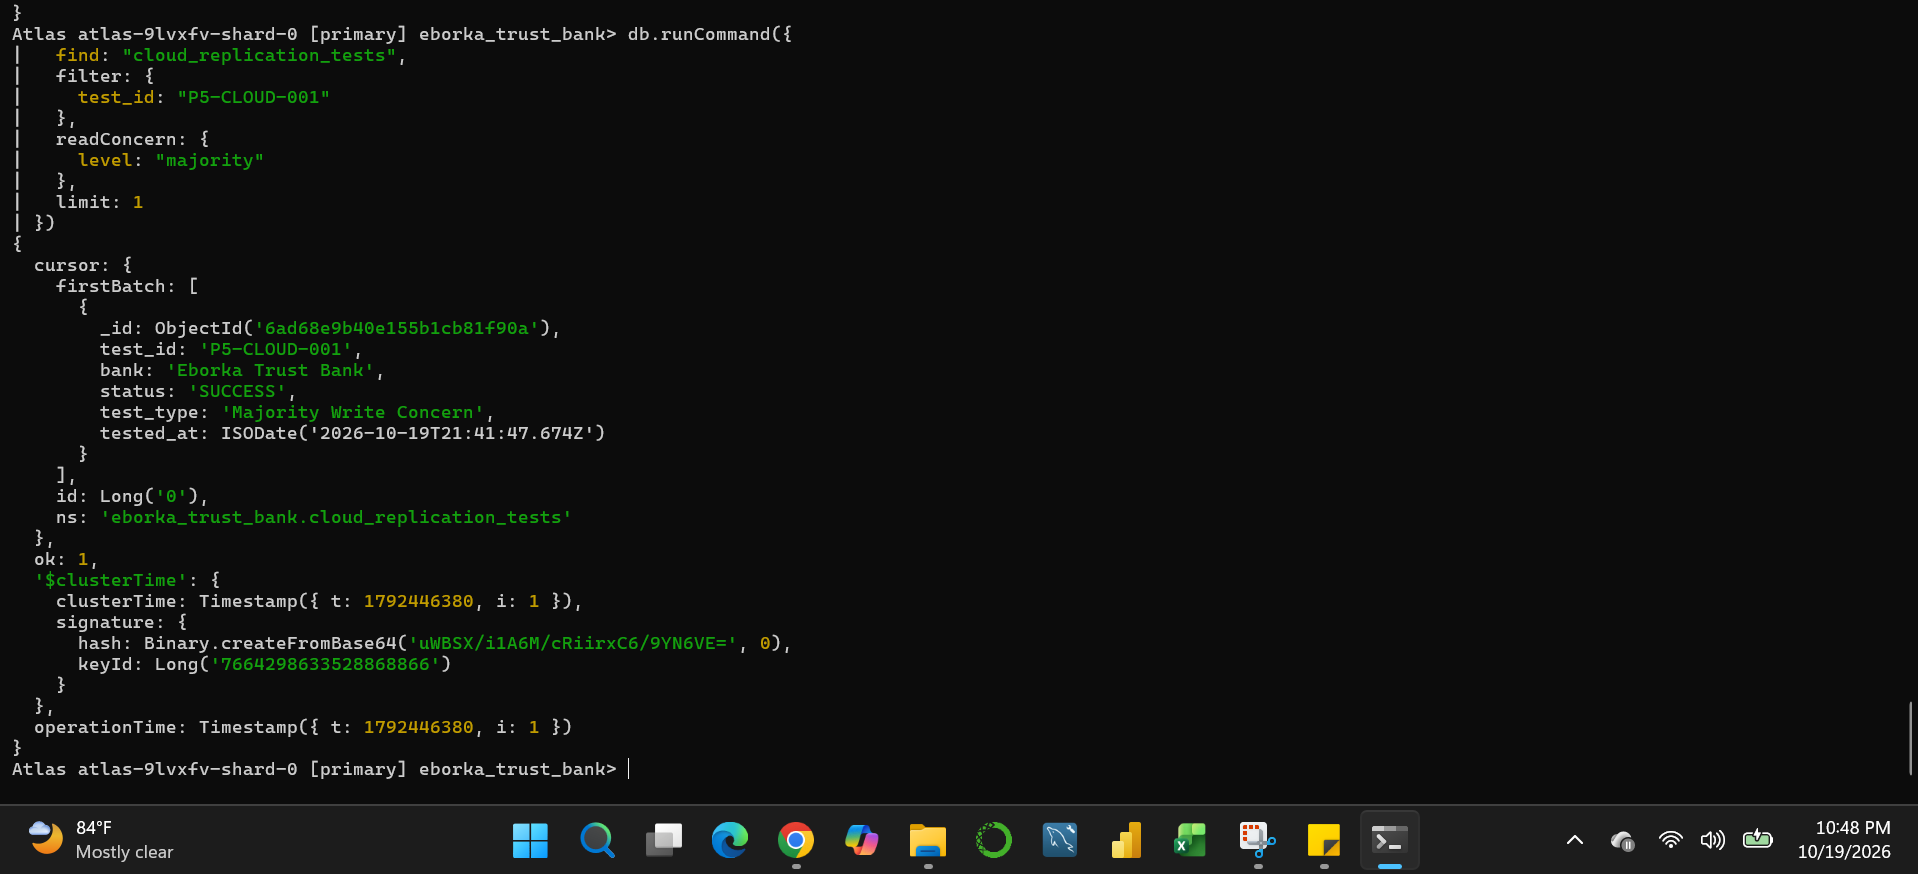 }
Atlas atlas-9lvxfv-shard-0 [primary] eborka_trust_bank> db.runCommand({
|   find: "cloud_replication_tests",
|   filter: {
|     test_id: "P5-CLOUD-001"
|   },
|   readConcern: {
|     level: "majority"
|   },
|   limit: 1
| })
{
  cursor: {
    firstBatch: [
      {
        _id: ObjectId('6ad68e9b40e155b1cb81f90a'),
        test_id: 'P5-CLOUD-001',
        bank: 'Eborka Trust Bank',
        status: 'SUCCESS',
        test_type: 'Majority Write Concern',
        tested_at: ISODate('2026-10-19T21:41:47.674Z')
      }
    ],
    id: Long('0'),
    ns: 'eborka_trust_bank.cloud_replication_tests'
  },
  ok: 1,
  '$clusterTime': {
    clusterTime: Timestamp({ t: 1792446380, i: 1 }),
    signature: {
      hash: Binary.createFromBase64('uWBSX/i1A6M/cRiirxC6/9YN6VE=', 0),
      keyId: Long('7664298633528868866')
    }
  },
  operationTime: Timestamp({ t: 1792446380, i: 1 })
}
Atlas atlas-9lvxfv-shard-0 [primary] eborka_trust_bank>
84°F
Mostly clear
10:48 PM
10/19/2026